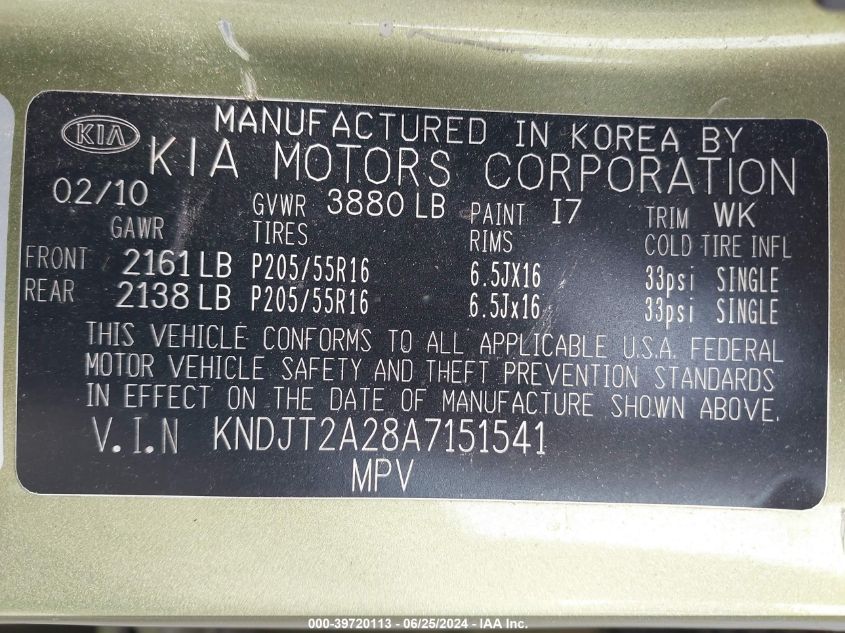 KIA
MANUFACTURED IN KOREA BY
KIA MOTORS CORPORATION
02/10 GVWR 3880 LB PAINT I7 TRIM WK
GAWR TIRES RIMS COLD TIRE INFL
FRONT 2161 LB P205/55R16 6.5JX16 33psi SINGLE
REAR 2138 LB P205/55R16 6.5Jx16 33psi SINGLE
THIS VEHICLE CONFORMS TO ALL APPLICABLE U.S.A. FEDERAL
MOTOR VEHICLE SAFETY AND THEFT PREVENTION STANDARDS
IN EFFECT ON THE DATE OF MANUFACTURE SHOWN ABOVE.
V.I.N KNDJT2A28A7151541
MPV
000-39720113 - 06/25/2024 - IAA Inc.